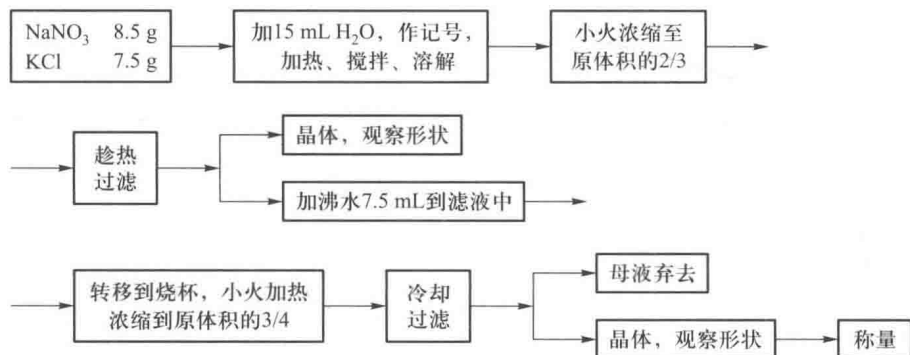 NaNO₃ 8.5 g
KCl 7.5 g
加15 mL H₂O，作记号，
加热、搅拌、溶解
小火浓缩至
原体积的2/3
趁热
过滤
晶体，观察形状
加沸水7.5 mL到滤液中
转移到烧杯，小火加热
浓缩到原体积的3/4
冷却
过滤
母液弃去
晶体，观察形状
称量